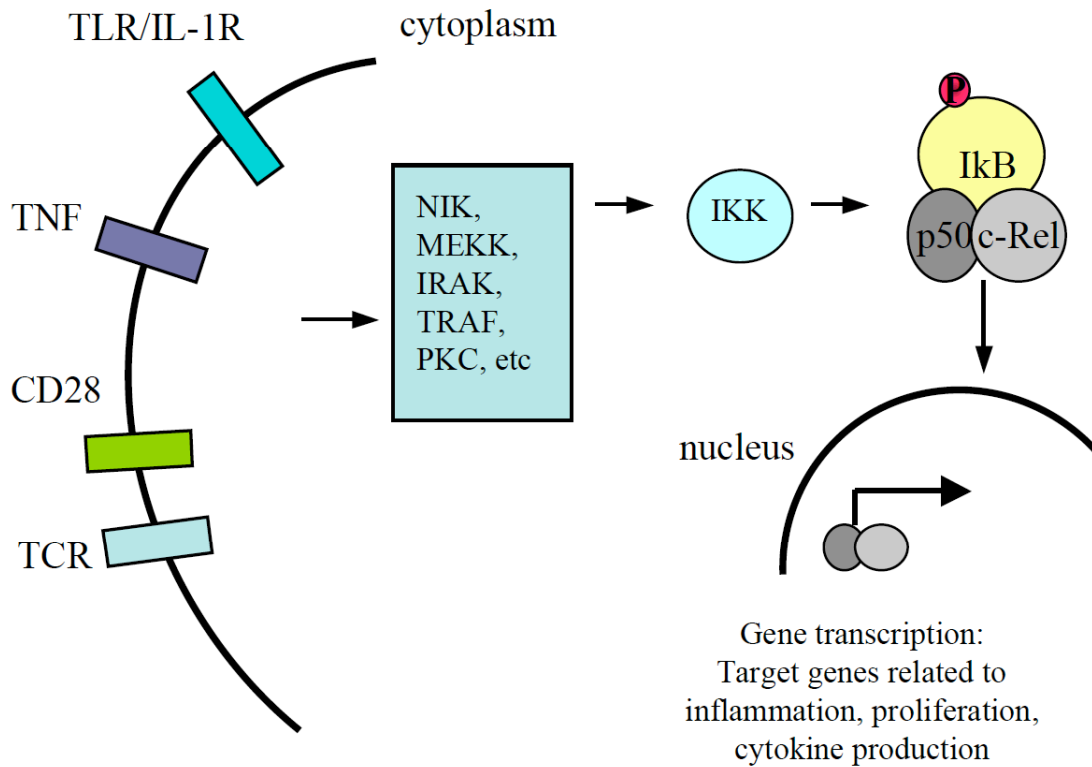 TLR/IL-1R
cytoplasm
TNF
CD28
TCR
NIK,
MEKK,
IRAK,
TRAF,
PKC, etc
IKK
P
IkB
p50
c-Rel
nucleus
Gene transcription:
Target genes related to
inflammation, proliferation,
cytokine production